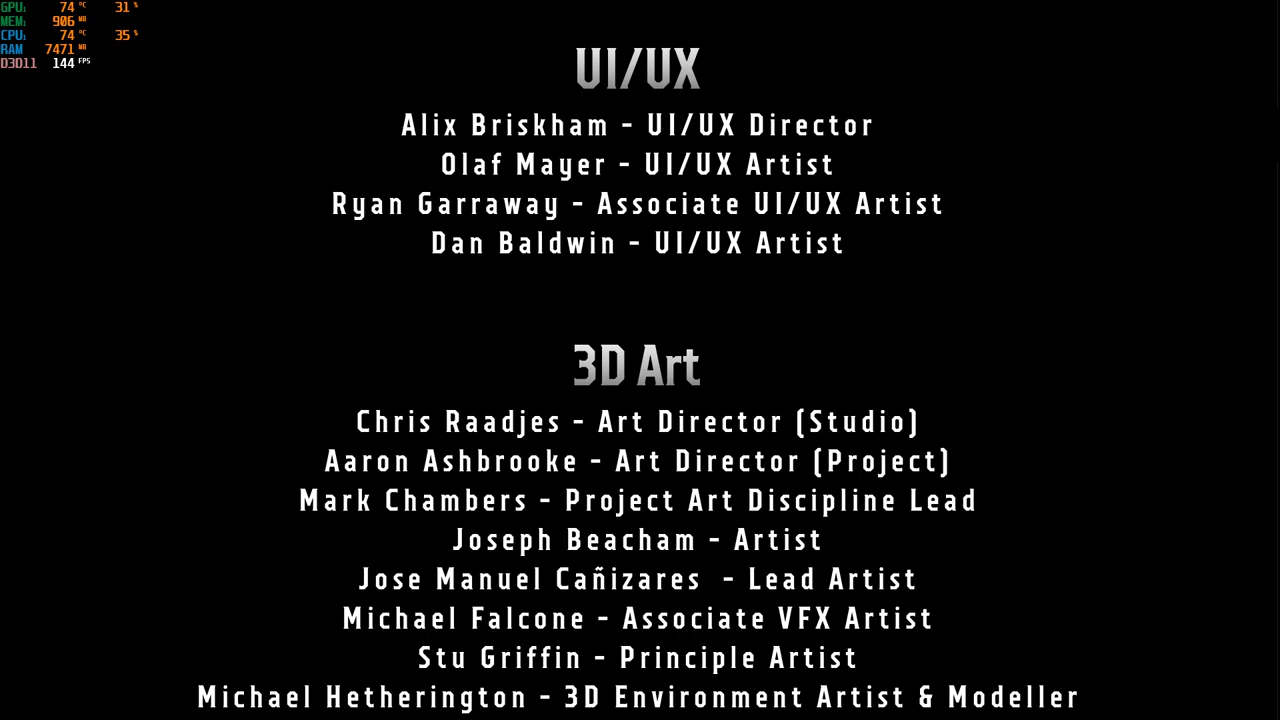 GPU: 74 °C 31 %
MEM: 906 MB
CPU: 74 °C 35 %
RAM 7471 MB
D3D11 144 FPS
UI/UX
Alix Briskham - UI/UX Director
Olaf Mayer - UI/UX Artist
Ryan Garraway - Associate UI/UX Artist
Dan Baldwin - UI/UX Artist
3D Art
Chris Raadjes - Art Director (Studio)
Aaron Ashbrooke - Art Director (Project)
Mark Chambers - Project Art Discipline Lead
Joseph Beacham - Artist
Jose Manuel Cañizares - Lead Artist
Michael Falcone - Associate VFX Artist
Stu Griffin - Principle Artist
Michael Hetherington - 3D Environment Artist & Modeller